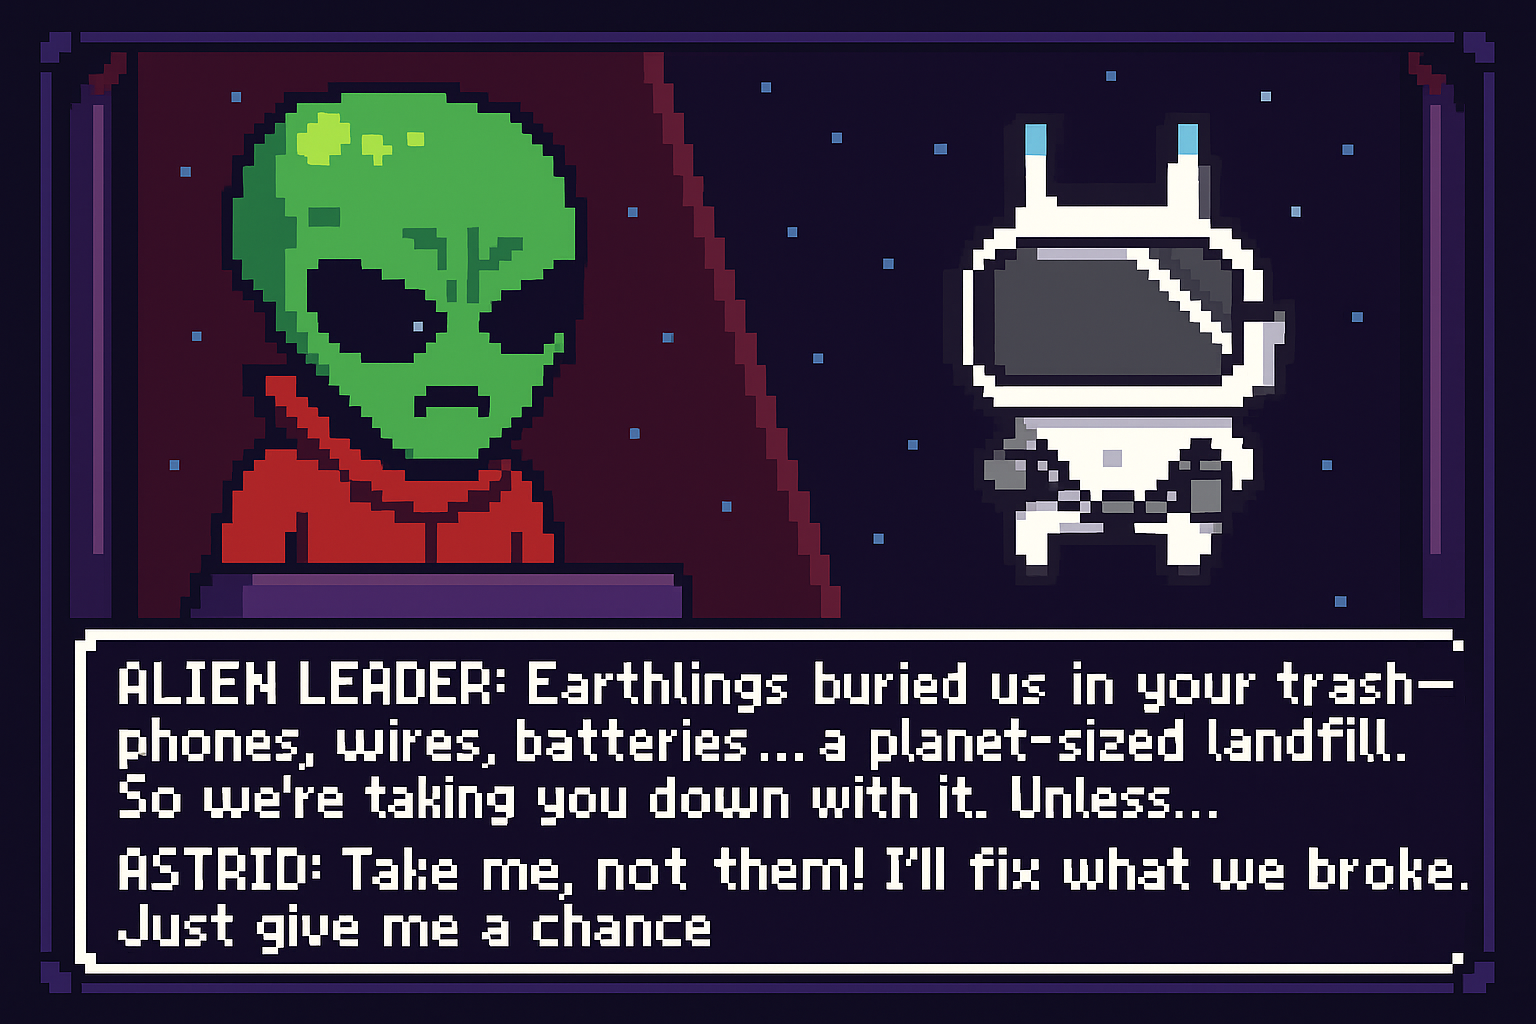 ALIEN LEADER: Earthlings buried us in your trash—
phones, wires, batteries... a planet-sized landfill.
So we're taking you down with it. Unless...
ASTRID: Take me, not them! I'll fix what we broke.
Just give me a chance